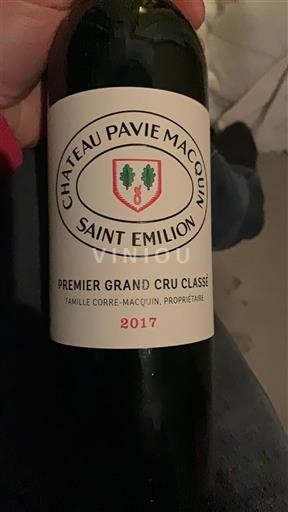 CHATEAU PAVIE MACQUIN
SAINT EMILION
VINIOU
PREMIER GRAND CRU CLASSÉ
FAMILLE CORRE-MACQUIN, PROPRIÉTAIRE
2017